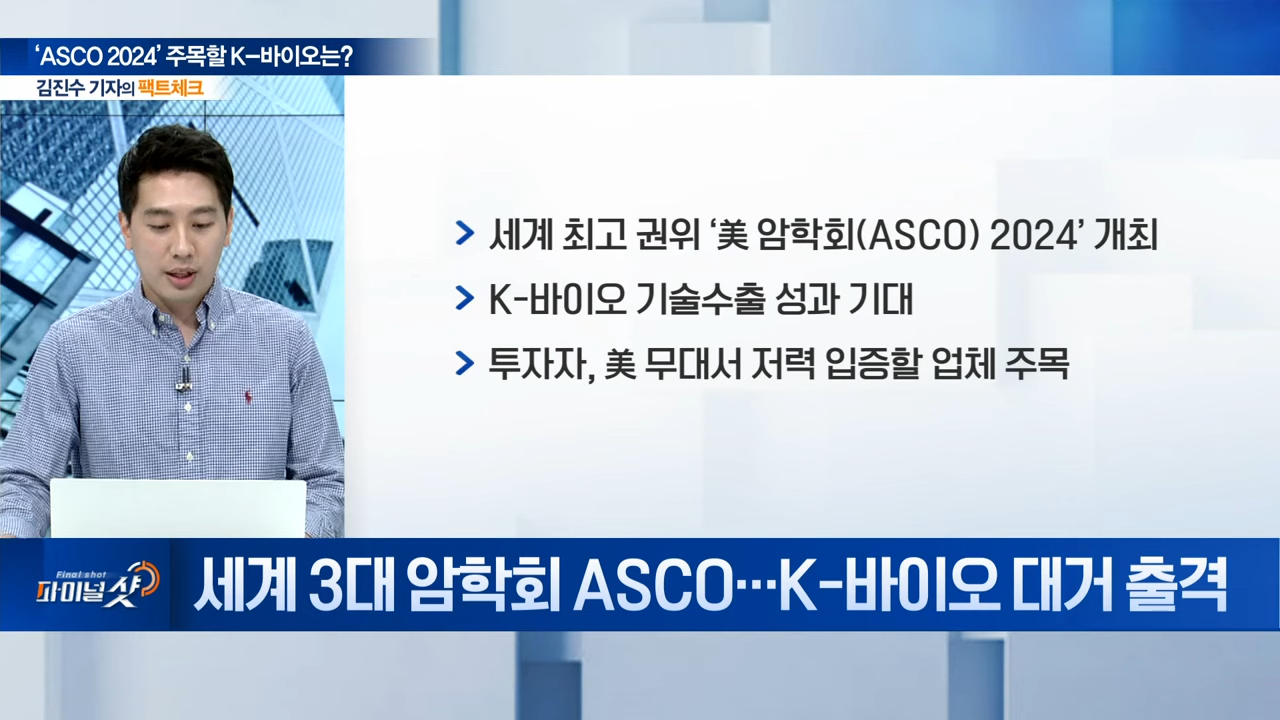 ‘ASCO 2024’ 주목할 K-바이오는?
김진수 기자의 팩트체크
세계 최고 권위 ‘美 암학회(ASCO) 2024’ 개최
K-바이오 기술수출 성과 기대
투자자, 美 무대서 저력 입증할 업체 주목
Final shot
파이널샷
세계 3대 암학회 ASCO…K-바이오 대거 출격